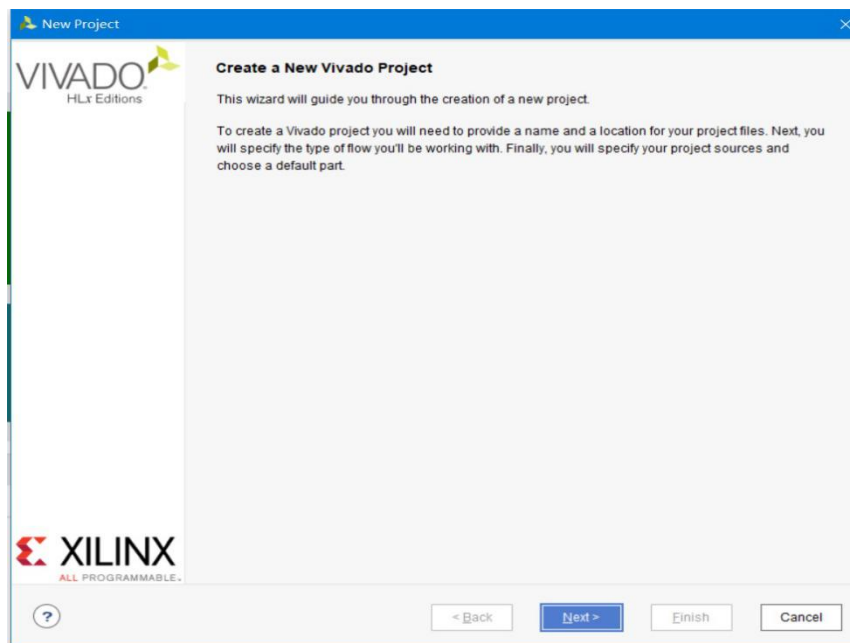 New Project
VIVADO.
HLx Editions
Create a New Vivado Project
This wizard will guide you through the creation of a new project.
To create a Vivado project you will need to provide a name and a location for your project files. Next, you
will specify the type of flow you'll be working with. Finally, you will specify your project sources and
choose a default part.
XILINX
ALL PROGRAMMABLE.
?
< Back
Next >
Finish
Cancel